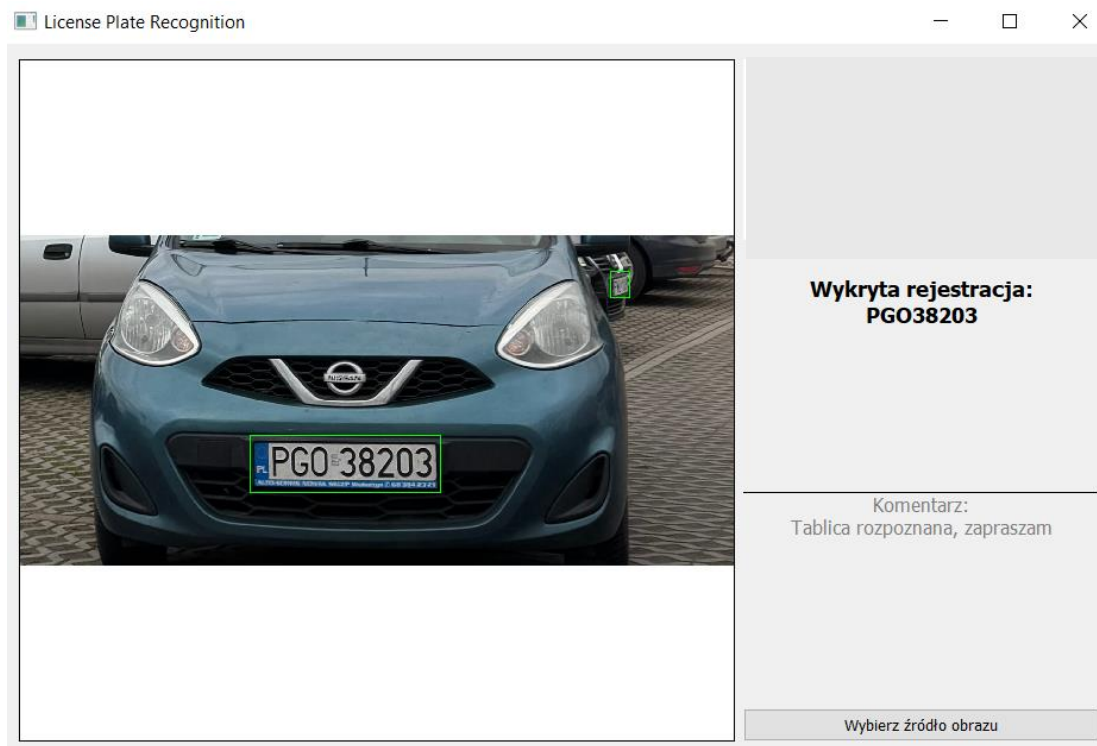 License Plate Recognition
Wykryta rejestracja:
PGO38203
NISSAN
PGO 38203
PL
Komentarz:
Tablica rozpoznana, zapraszam
Wybierz źródło obrazu